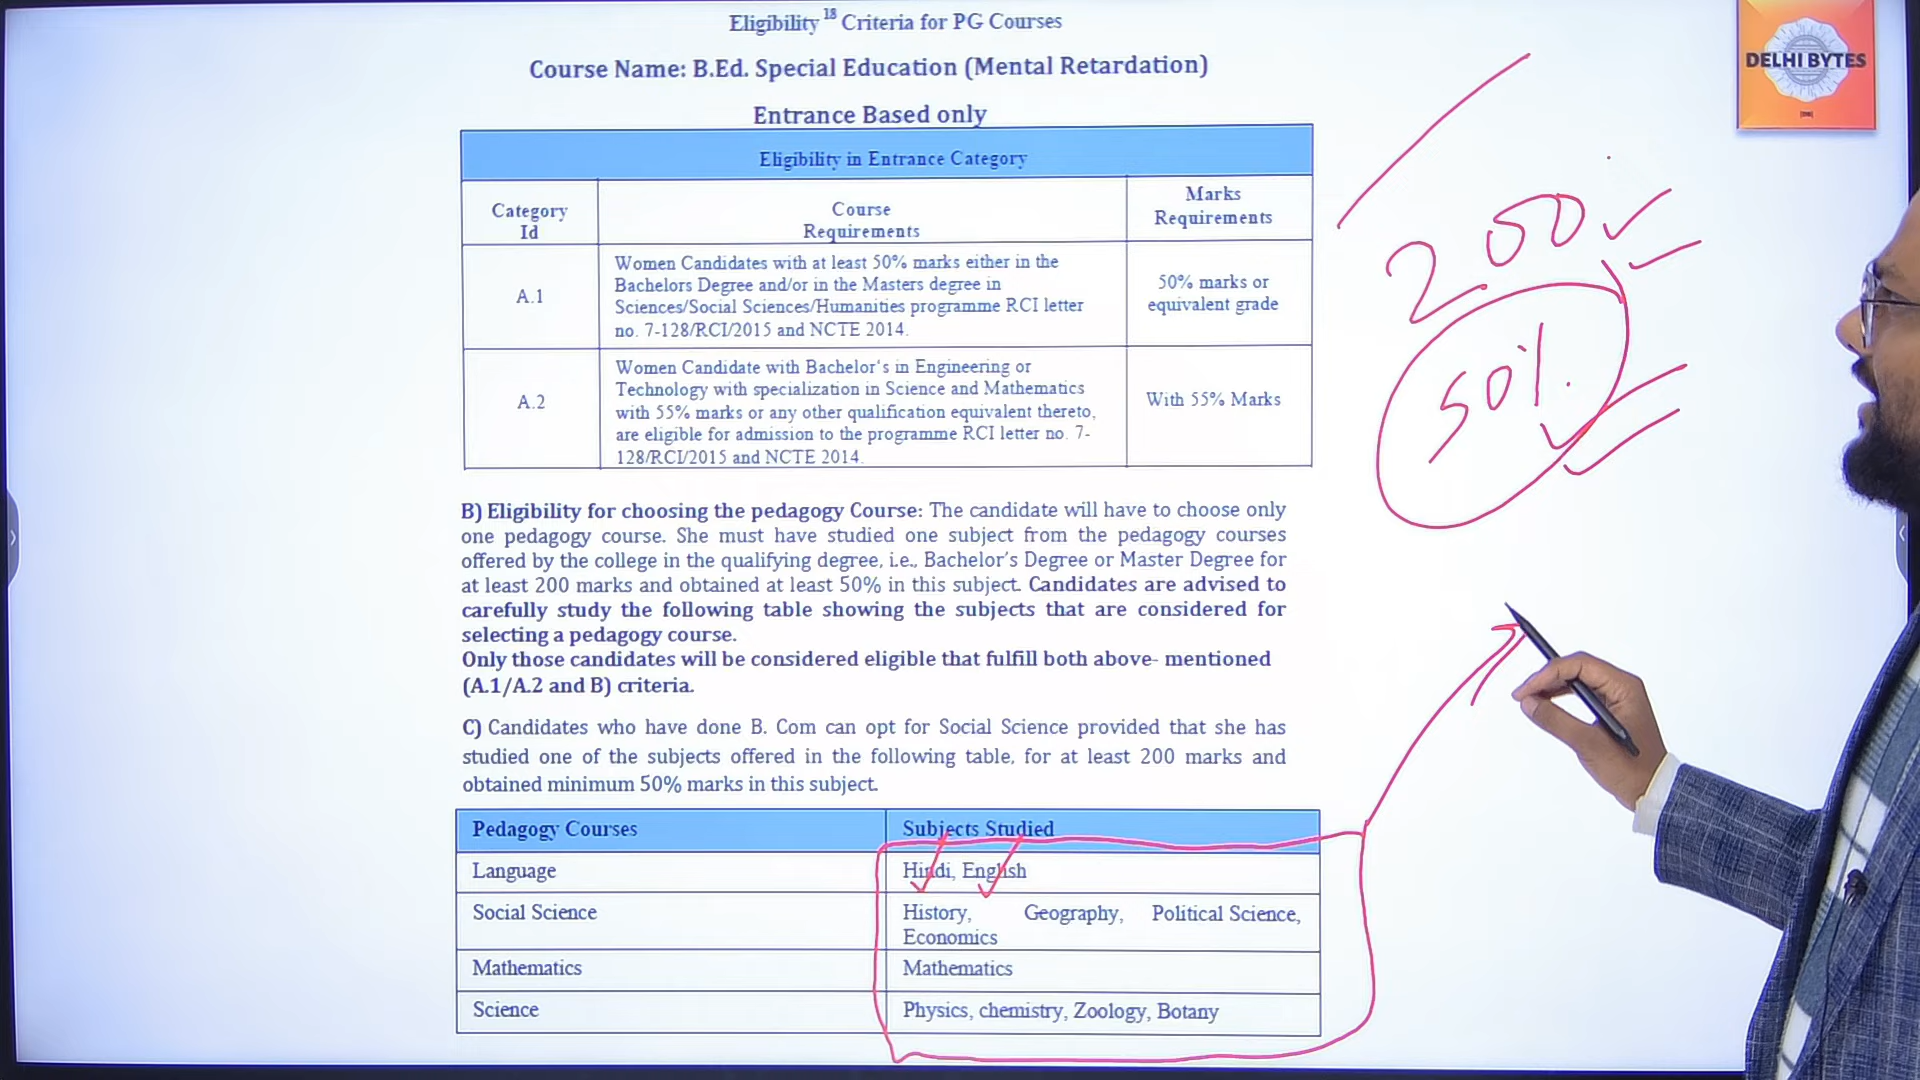 Eligibility 18 Criteria for PG Courses
Course Name: B.Ed. Special Education (Mental Retardation)
Entrance Based only
Eligibility in Entrance Category
Category Id
Course Requirements
Marks Requirements
A.1
Women Candidates with at least 50% marks either in the
Bachelors Degree and/or in the Masters degree in
Sciences/Social Sciences/Humanities programme RCI letter
no. 7-128/RCI/2015 and NCTE 2014.
50% marks or
equivalent grade
A.2
Women Candidate with Bachelor's in Engineering or
Technology with specialization in Science and Mathematics
with 55% marks or any other qualification equivalent thereto,
are eligible for admission to the programme RCI letter no. 7-
128/RCI/2015 and NCTE 2014.
With 55% Marks
B) Eligibility for choosing the pedagogy Course: The candidate will have to choose only
one pedagogy course. She must have studied one subject from the pedagogy courses
offered by the college in the qualifying degree, i.e., Bachelor's Degree or Master Degree for
at least 200 marks and obtained at least 50% in this subject. Candidates are advised to
carefully study the following table showing the subjects that are considered for
selecting a pedagogy course.
Only those candidates will be considered eligible that fulfill both above- mentioned
(A.1/A.2 and B) criteria.
C) Candidates who have done B. Com can opt for Social Science provided that she has
studied one of the subjects offered in the following table, for at least 200 marks and
obtained minimum 50% marks in this subject.
Pedagogy Courses
Subjects Studied
Language
Hindi, English
Social Science
History, Geography, Political Science,
Economics
Mathematics
Mathematics
Science
Physics, chemistry, Zoology, Botany
200
50%
DELHI BYTES